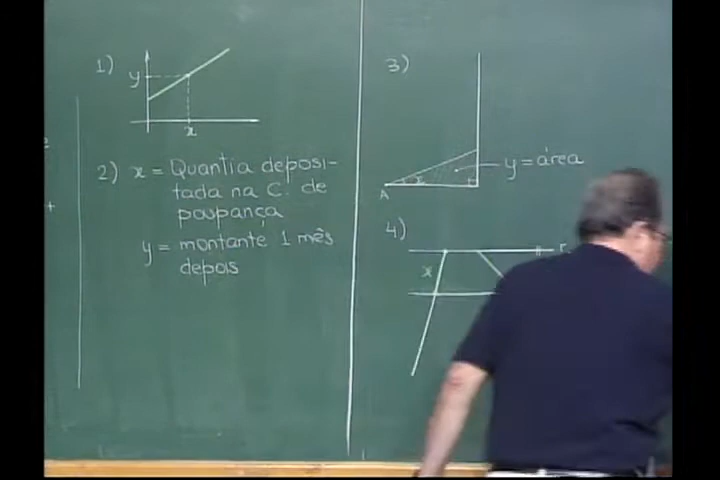 1)
y
x
2) x = Quantia deposi-
tada na C. de
poupança
y = montante 1 mês
depois
3)
x
y = área
A
4)
r
x